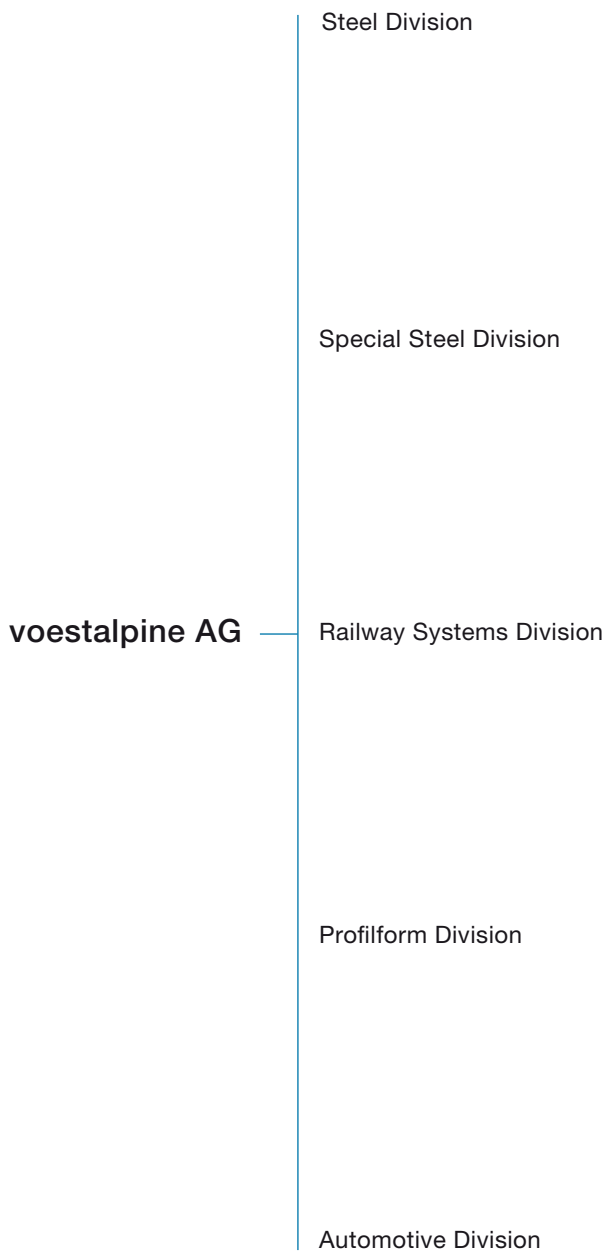 Steel Division
Special Steel Division
voestalpine AG
Railway Systems Division
Profilform Division
Automotive Division